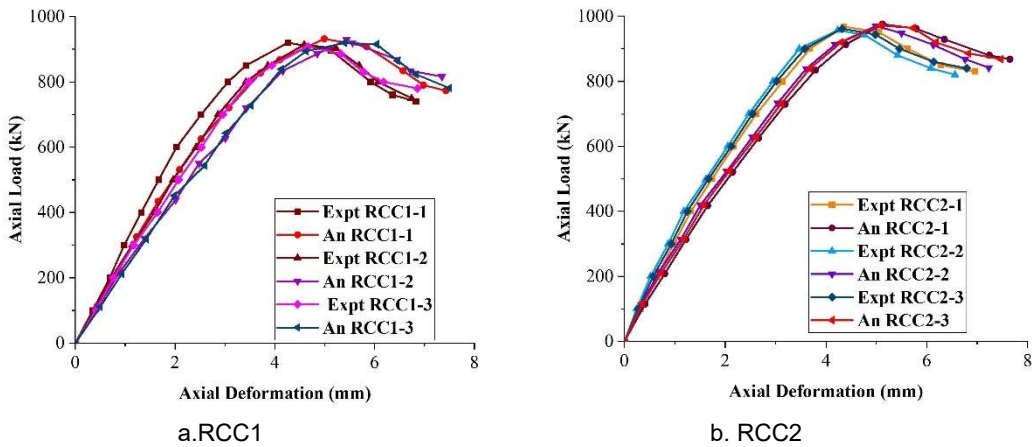 1000
800
600
400
200
0
0 2 4 6 8
Axial Load (kN)
Axial Deformation (mm)
Expt RCC1-1
An RCC1-1
Expt RCC1-2
An RCC1-2
Expt RCC1-3
An RCC1-3
a.RCC1
1000
800
600
400
200
0
0 2 4 6 8
Axial Load (kN)
Axial Deformation (mm)
Expt RCC2-1
An RCC2-1
Expt RCC2-2
An RCC2-2
Expt RCC2-3
An RCC2-3
b. RCC2